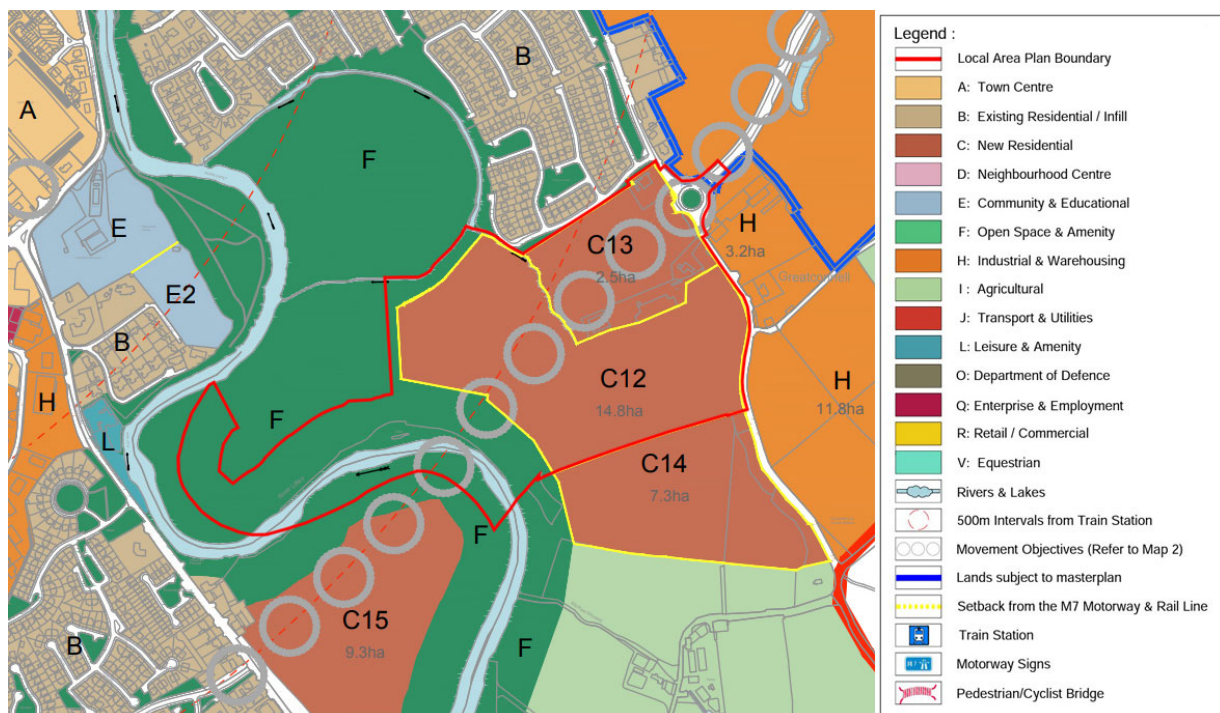 A
B
F
E
E2
B
H
L
F
C13
2.5ha
H
3.2ha
C12
14.8ha
H
11.8ha
C14
7.3ha
F
C15
9.3ha
B
F
Legend :
Local Area Plan Boundary
A: Town Centre
B: Existing Residential / Infill
C: New Residential
D: Neighbourhood Centre
E: Community & Educational
F: Open Space & Amenity
H: Industrial & Warehousing
I : Agricultural
J: Transport & Utilities
L: Leisure & Amenity
O: Department of Defence
Q: Enterprise & Employment
R: Retail / Commercial
V: Equestrian
Rivers & Lakes
500m Intervals from Train Station
Movement Objectives (Refer to Map 2)
Lands subject to masterplan
Setback from the M7 Motorway & Rail Line
Train Station
Motorway Signs
Pedestrian/Cyclist Bridge